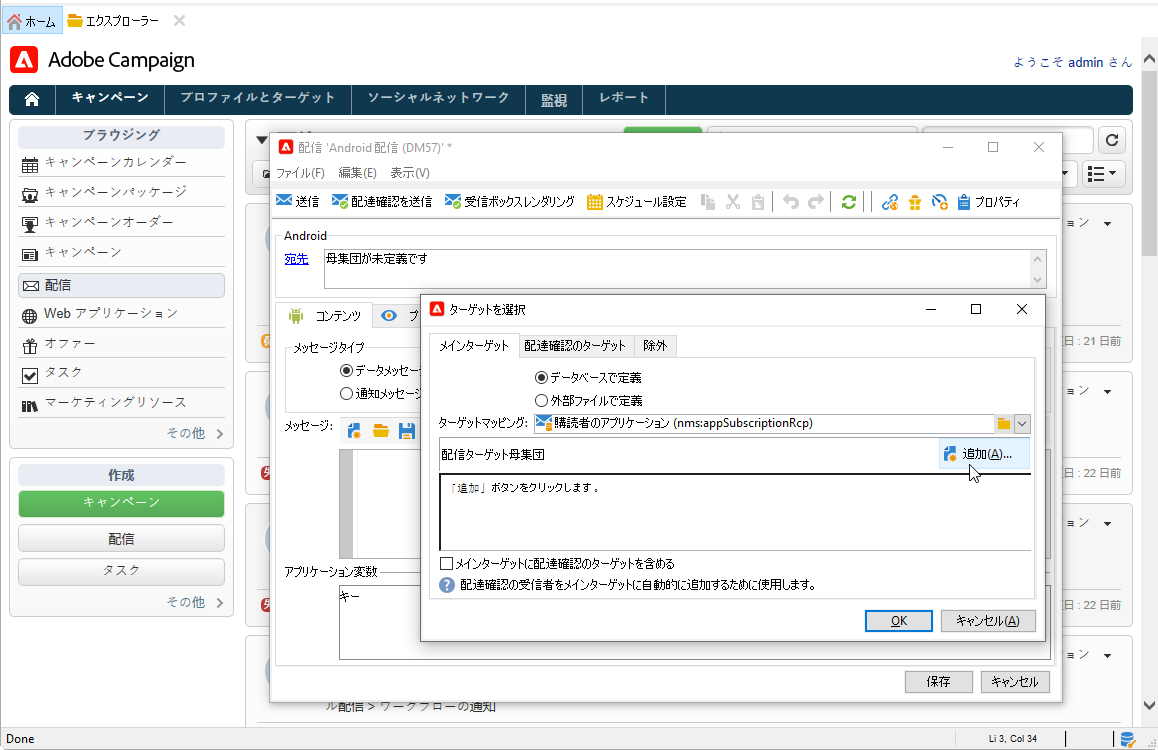 ホーム
エクスプローラー
Adobe Campaign
ようこそ admin さん
キャンペーン
プロファイルとターゲット
ソーシャルネットワーク
監視
レポート
ブラウジング
キャンペーンカレンダー
キャンペーンパッケージ
キャンペーンオーダー
キャンペーン
配信
Web アプリケーション
オファー
タスク
マーケティングリソース
その他
作成
キャンペーン
配信
タスク
その他
配信 'Android 配信 (DM57)' *
ファイル(F) 編集(E) 表示(V)
送信 配達確認を送信 受信ボックスレンダリング スケジュール設定 プロパティ
Android
宛先
母集団が未定義です
コンテンツ
プ
メッセージタイプ
データメッセー
通知メッセージ
メッセージ:
アプリケーション変数
キー
ターゲットを選択
メインターゲット 配達確認のターゲット 除外
データベースで定義
外部ファイルで定義
ターゲットマッピング: 購読者のアプリケーション (nms:appSubscriptionRcp)
配信ターゲット母集団
追加(A)...
「追加」ボタンをクリックします。
メインターゲットに配達確認のターゲットを含める
配達確認の受信者をメインターゲットに自動的に追加するために使用します。
OK
キャンセル(A)
保存
キャンセル
ョン
日 : 21 日前
ョン
日 : 22 日前
ョン
日 : 22 日前
ョン
ル配信 > ワークフローの通知
Done
Li 3, Col 34